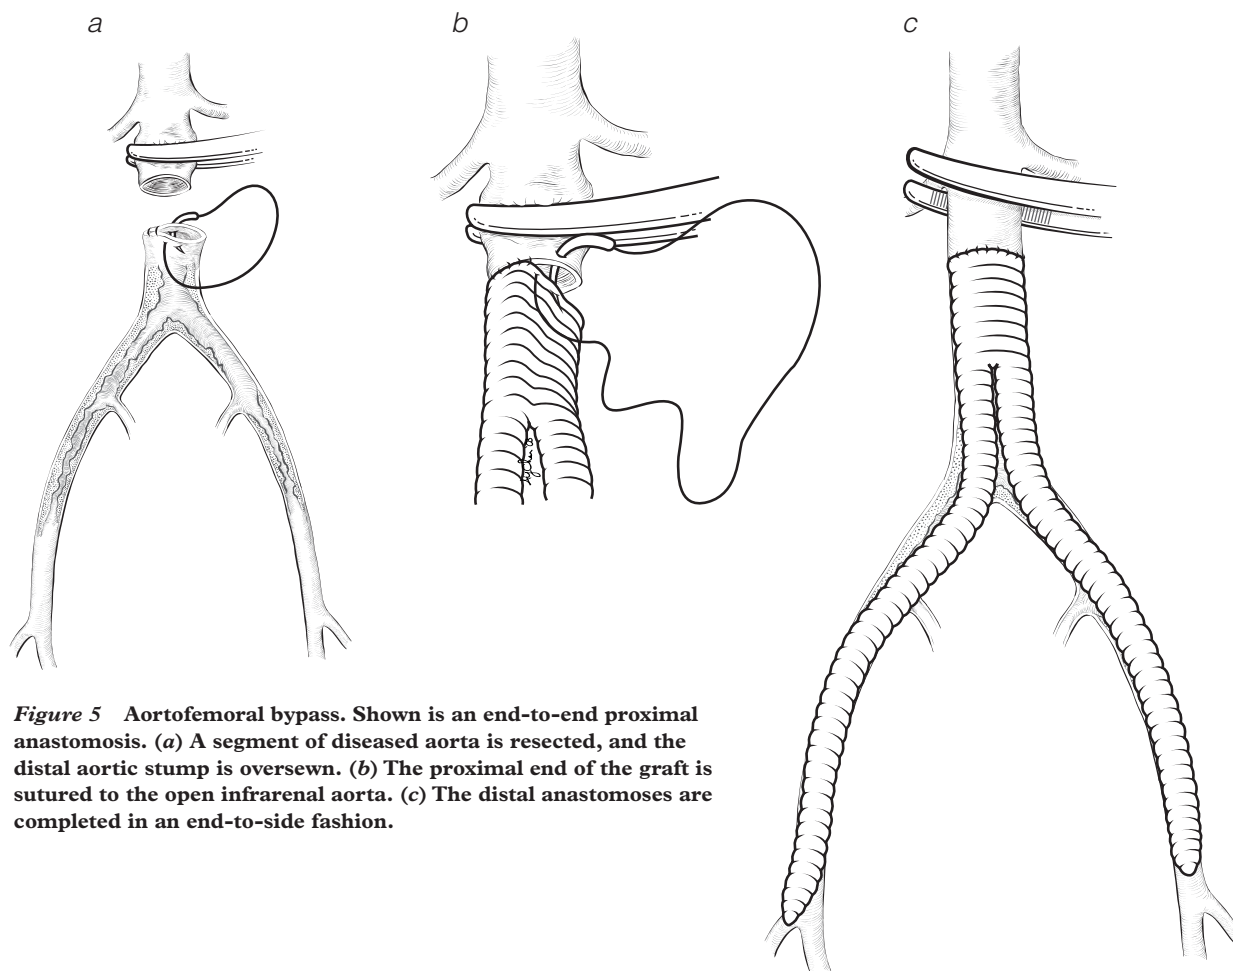 a
b
c
Figure 5 Aortofemoral bypass. Shown is an end-to-end proximal
anastomosis. (a) A segment of diseased aorta is resected, and the
distal aortic stump is oversewn. (b) The proximal end of the graft is
sutured to the open infrarenal aorta. (c) The distal anastomoses are
completed in an end-to-side fashion.